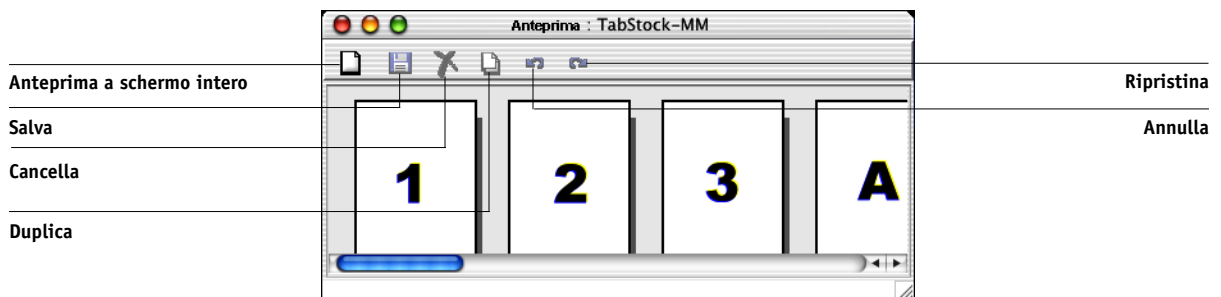 Anteprima : TabStock-MM
Anteprima a schermo intero
Ripristina
Salva
Annulla
Cancella
Duplica
1 2 3 A